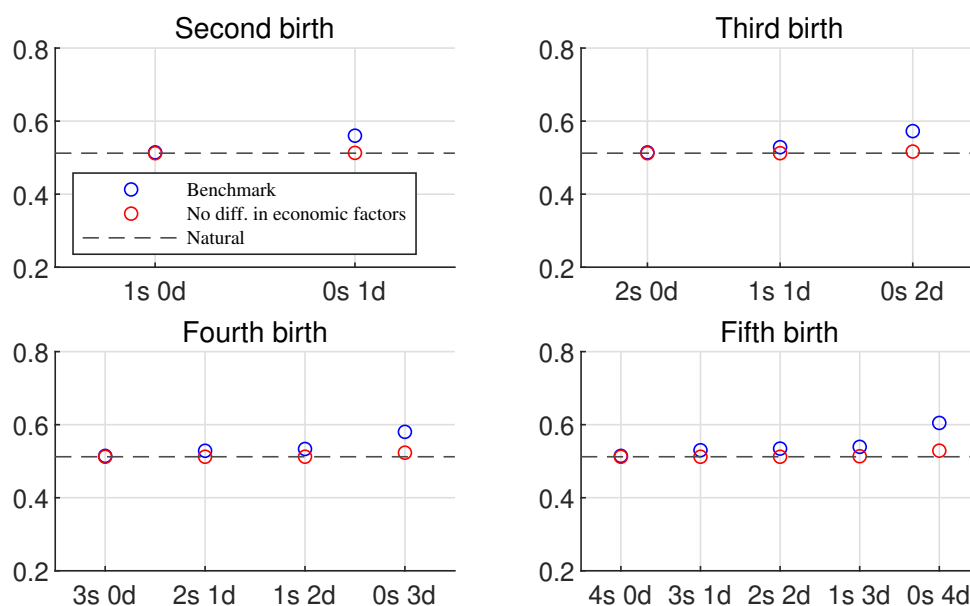 Second birth
0.8
0.6
0.4
0.2
Benchmark
No diff. in economic factors
Natural
1s 0d 0s 1d
Third birth
0.8
0.6
0.4
0.2
2s 0d 1s 1d 0s 2d
Fourth birth
0.8
0.6
0.4
0.2
3s 0d 2s 1d 1s 2d 0s 3d
Fifth birth
0.8
0.6
0.4
0.2
4s 0d 3s 1d 2s 2d 1s 3d 0s 4d